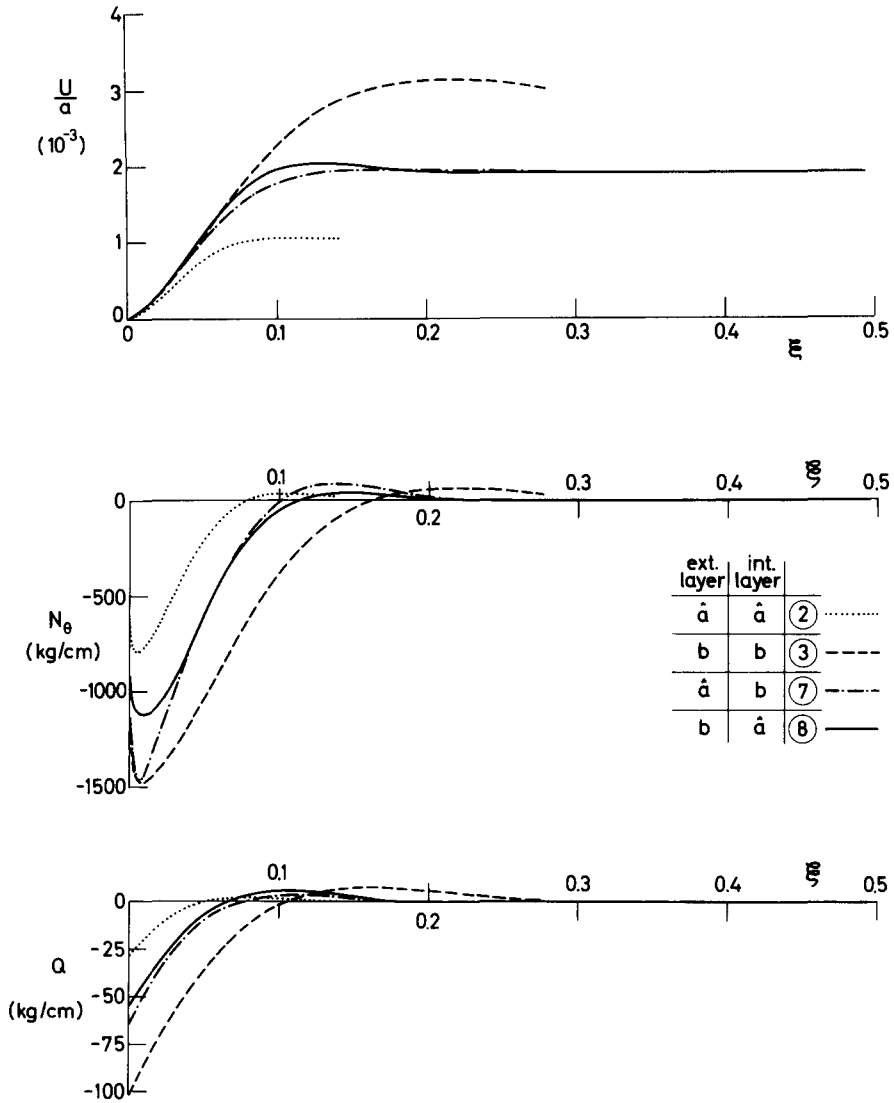 4
3
2
1
0
U/a
(10⁻³)
0 0.1 0.2 0.3 0.4 0.5
ξ
0.1 0.3 0.4 ξ 0.5
0
0.2
-500
-1000
-1500
N_θ
(kg/cm)
ext. layer int. layer
â â ②
b b ③
â b ⑦
b â ⑧
0.1 0.3 0.4 ξ 0.5
0
0.2
-25
-50
-75
-100
Q
(kg/cm)